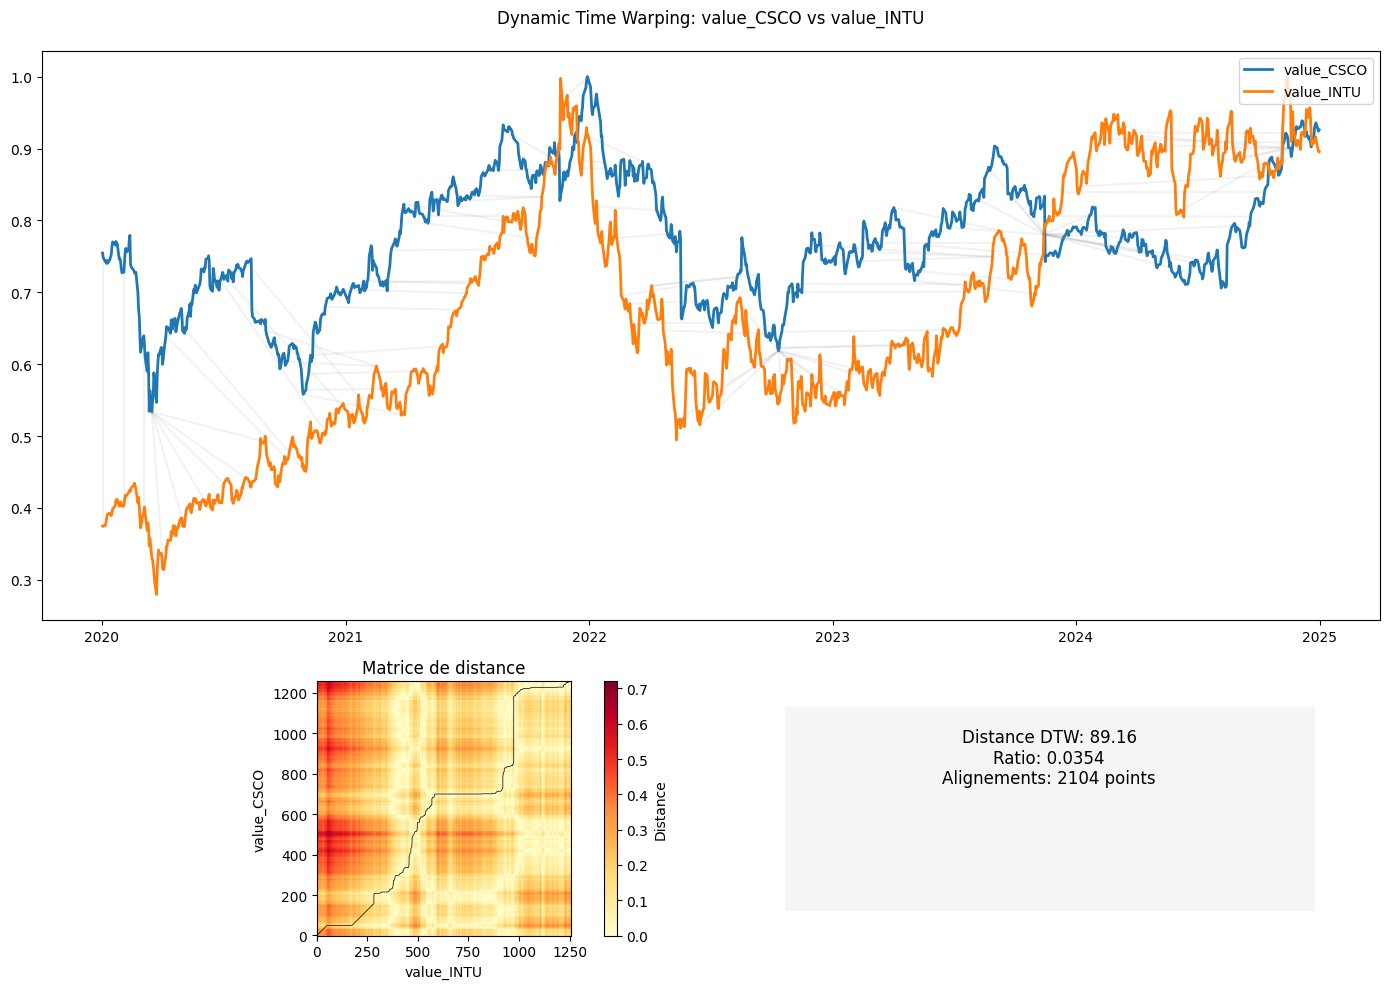 Dynamic Time Warping: value_CSCO vs value_INTU
value_CSCO
value_INTU
1.0
0.9
0.8
0.7
0.6
0.5
0.4
0.3
2020 2021 2022 2023 2024 2025
Matrice de distance
1200
1000
800
600
400
200
0
value_CSCO
0 250 500 750 1000 1250
value_INTU
0.7
0.6
0.5
0.4
0.3
0.2
0.1
0.0
Distance
Distance DTW: 89.16
Ratio: 0.0354
Alignements: 2104 points